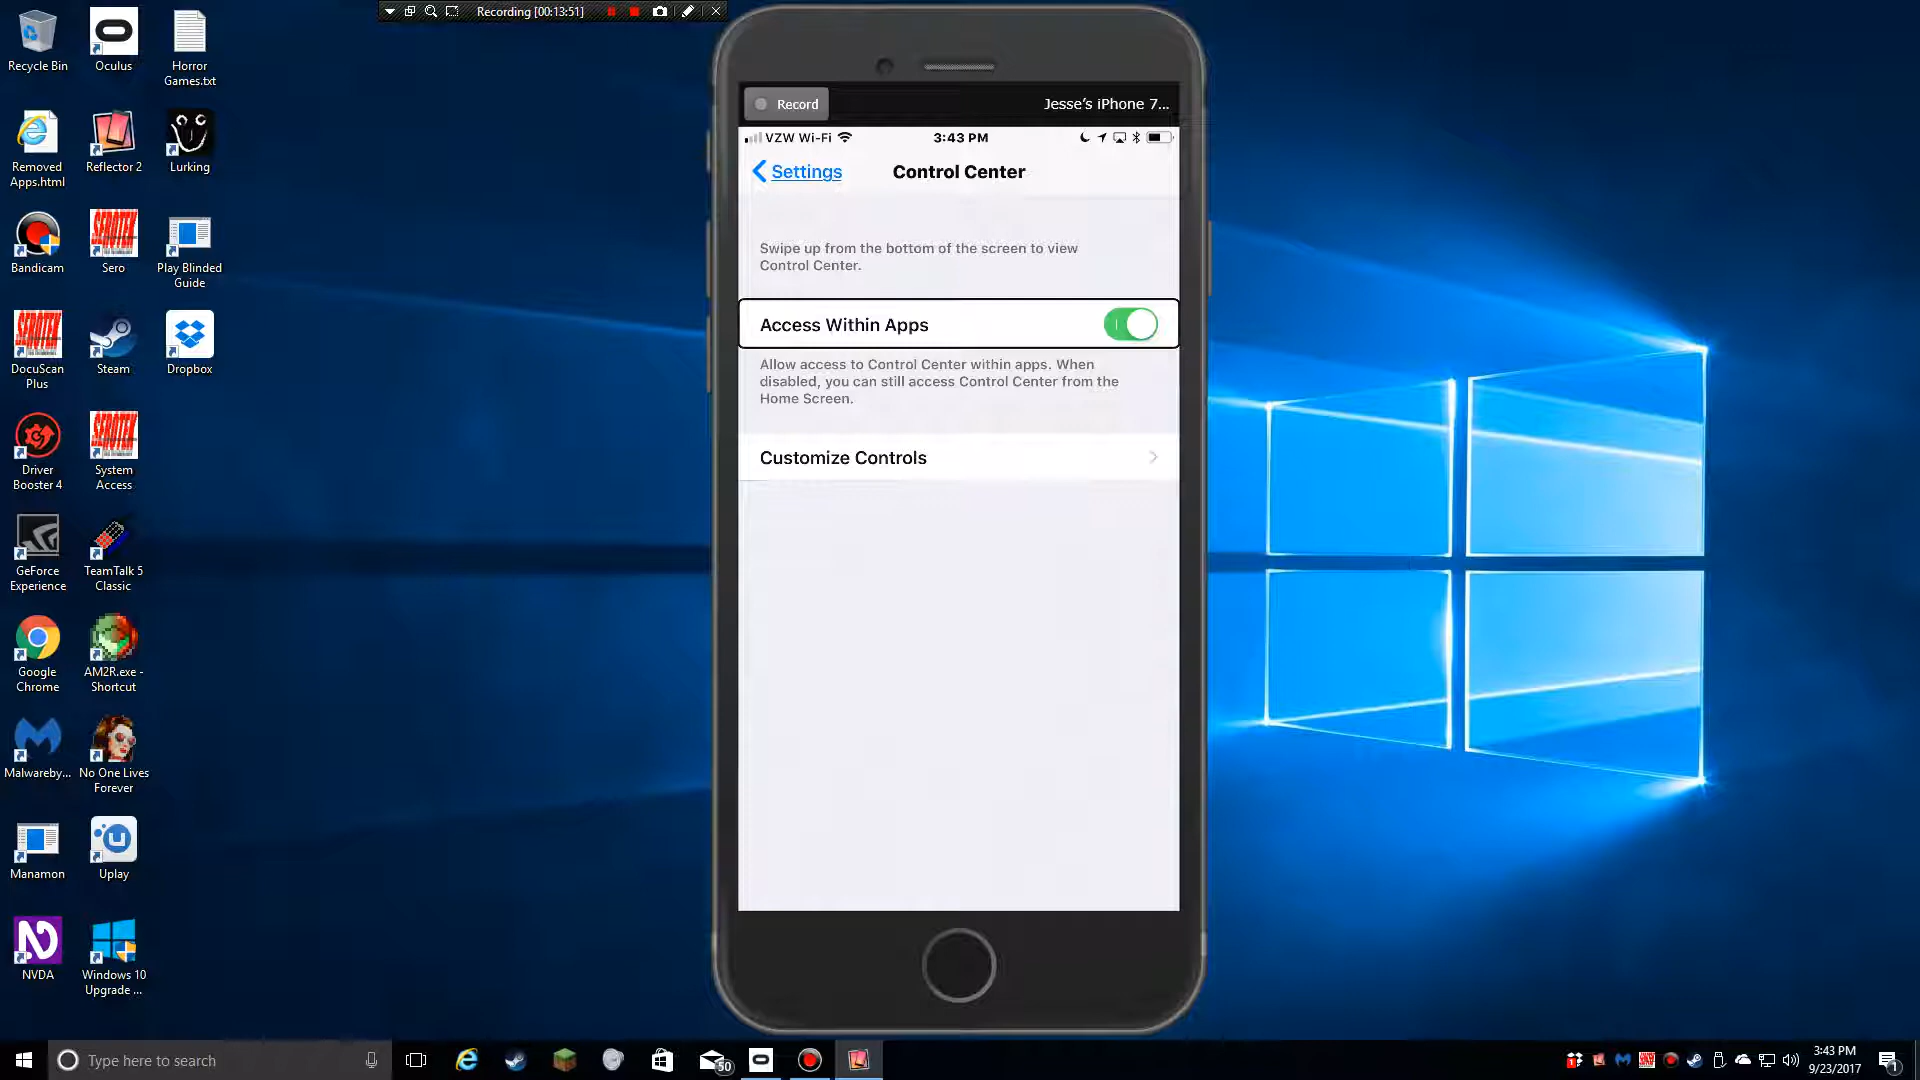 Recording [00:13:51]
Recycle Bin
Oculus
Horror
Games.txt
Removed
Apps.html
Reflector 2
Lurking
Bandicam
SEROTEK
Sero
Play Blinded
Guide
SEROTEK
DocuScan
Plus
Steam
Dropbox
Driver
Booster 4
SEROTEK
System
Access
GeForce
Experience
TeamTalk 5
Classic
Google
Chrome
AM2R.exe -
Shortcut
Malwareby...
No One Lives
Forever
Manamon
Uplay
NVDA
Windows 10
Upgrade ...
Record
Jesse's iPhone 7...
VZW Wi-Fi
3:43 PM
Settings
Control Center
Swipe up from the bottom of the screen to view
Control Center.
Access Within Apps
Allow access to Control Center within apps. When
disabled, you can still access Control Center from the
Home Screen.
Customize Controls
Type here to search
50
3:43 PM
9/23/2017
1